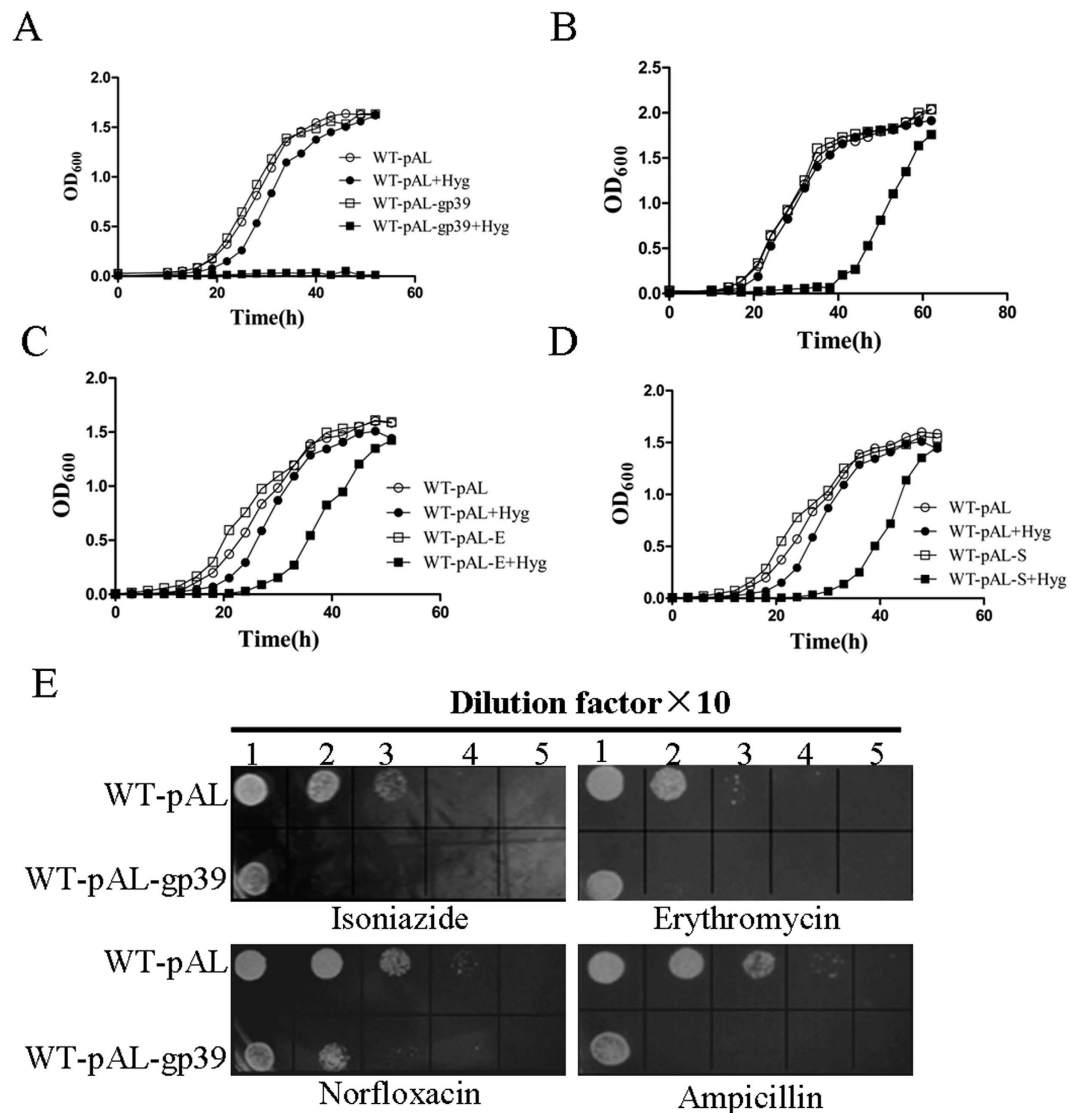 A
B
2.0
1.5
1.0
0.5
0.0
OD600
0
20
40
60
Time(h)
WT-pAL
WT-pAL+Hyg
WT-pAL-gp39
WT-pAL-gp39+Hyg
2.5
2.0
1.5
1.0
0.5
0.0
OD600
0
20
40
60
80
Time(h)
C
D
2.0
1.5
1.0
0.5
0.0
OD600
0
20
40
60
Time(h)
WT-pAL
WT-pAL+Hyg
WT-pAL-E
WT-pAL-E+Hyg
2.0
1.5
1.0
0.5
0.0
OD600
0
20
40
60
Time(h)
WT-pAL
WT-pAL+Hyg
WT-pAL-S
WT-pAL-S+Hyg
E
Dilution factor×10
1 2 3 4 5 1 2 3 4 5
WT-pAL
WT-pAL-gp39
Isoniazide Erythromycin
WT-pAL
WT-pAL-gp39
Norfloxacin Ampicillin